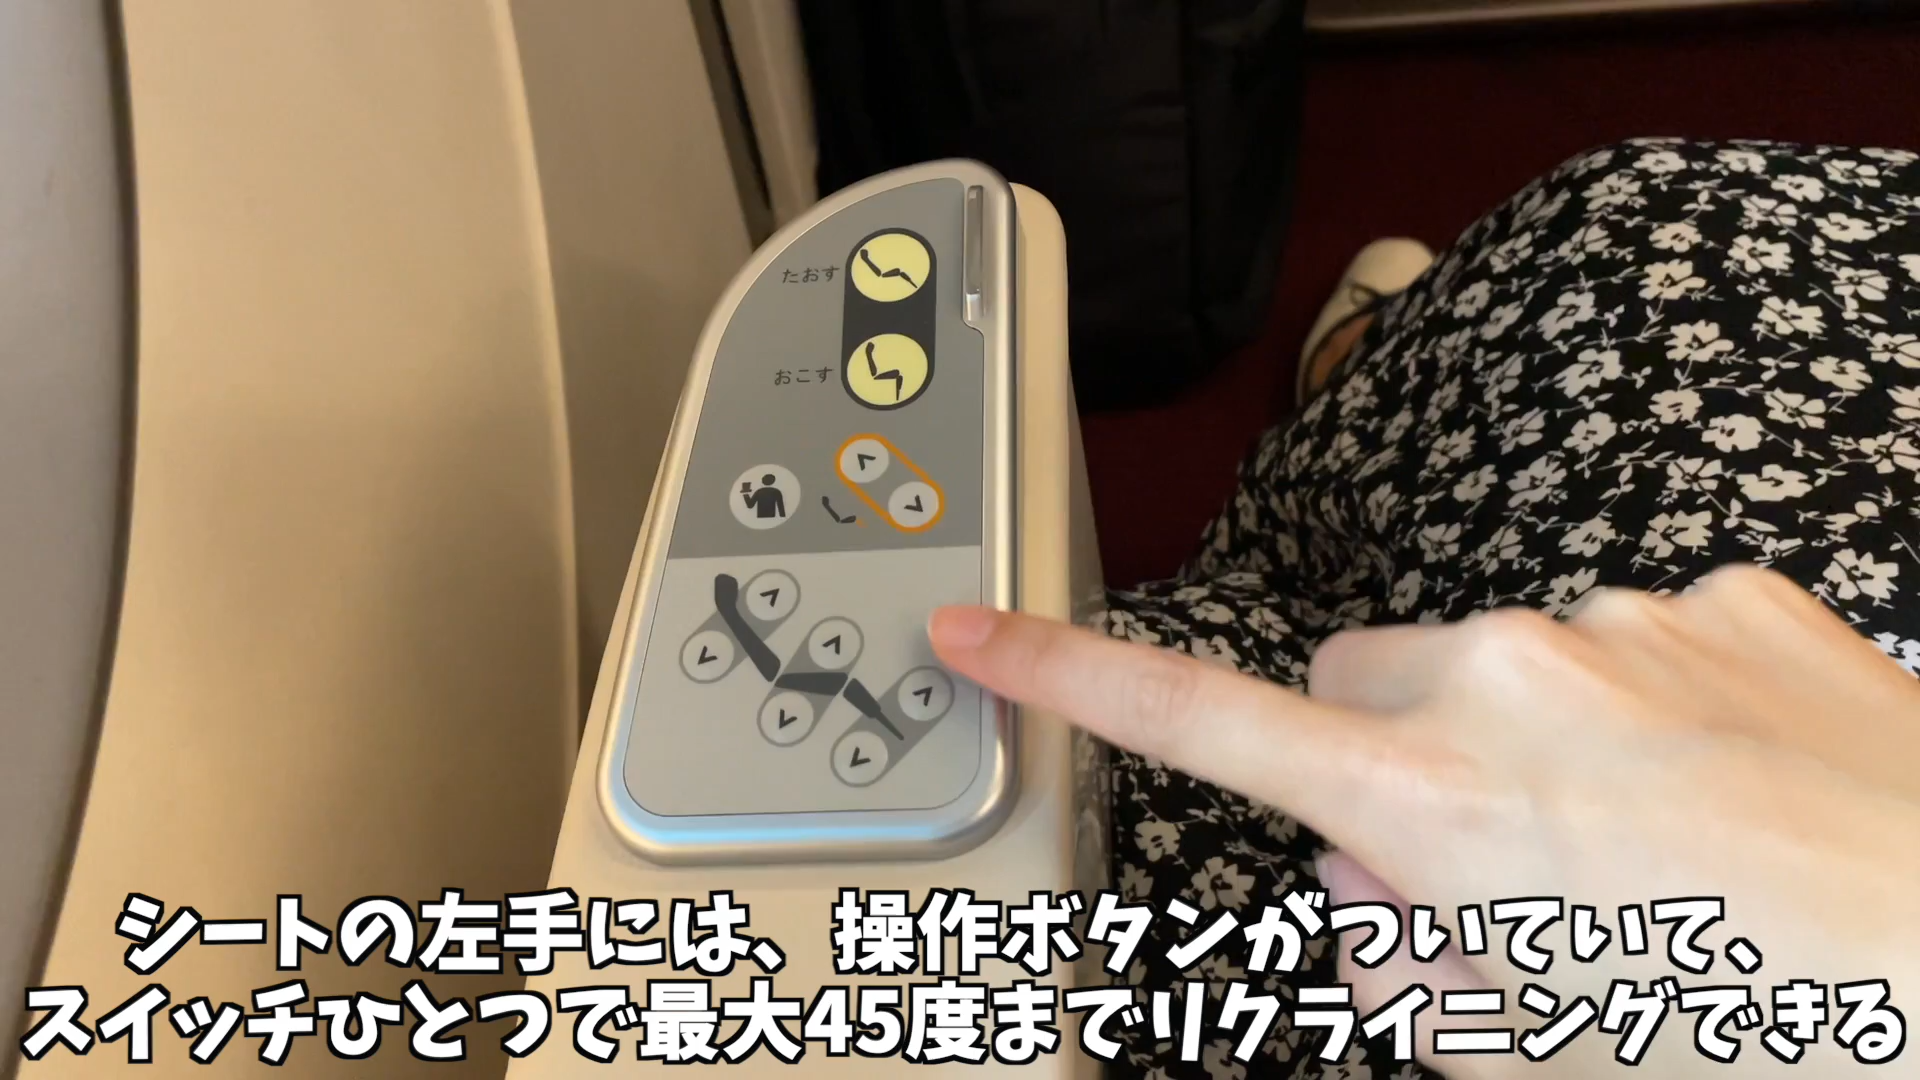 たおす
おこす
シートの左手には、操作ボタンがついていて、
スイッチひとつで最大45度までリクライニングできる